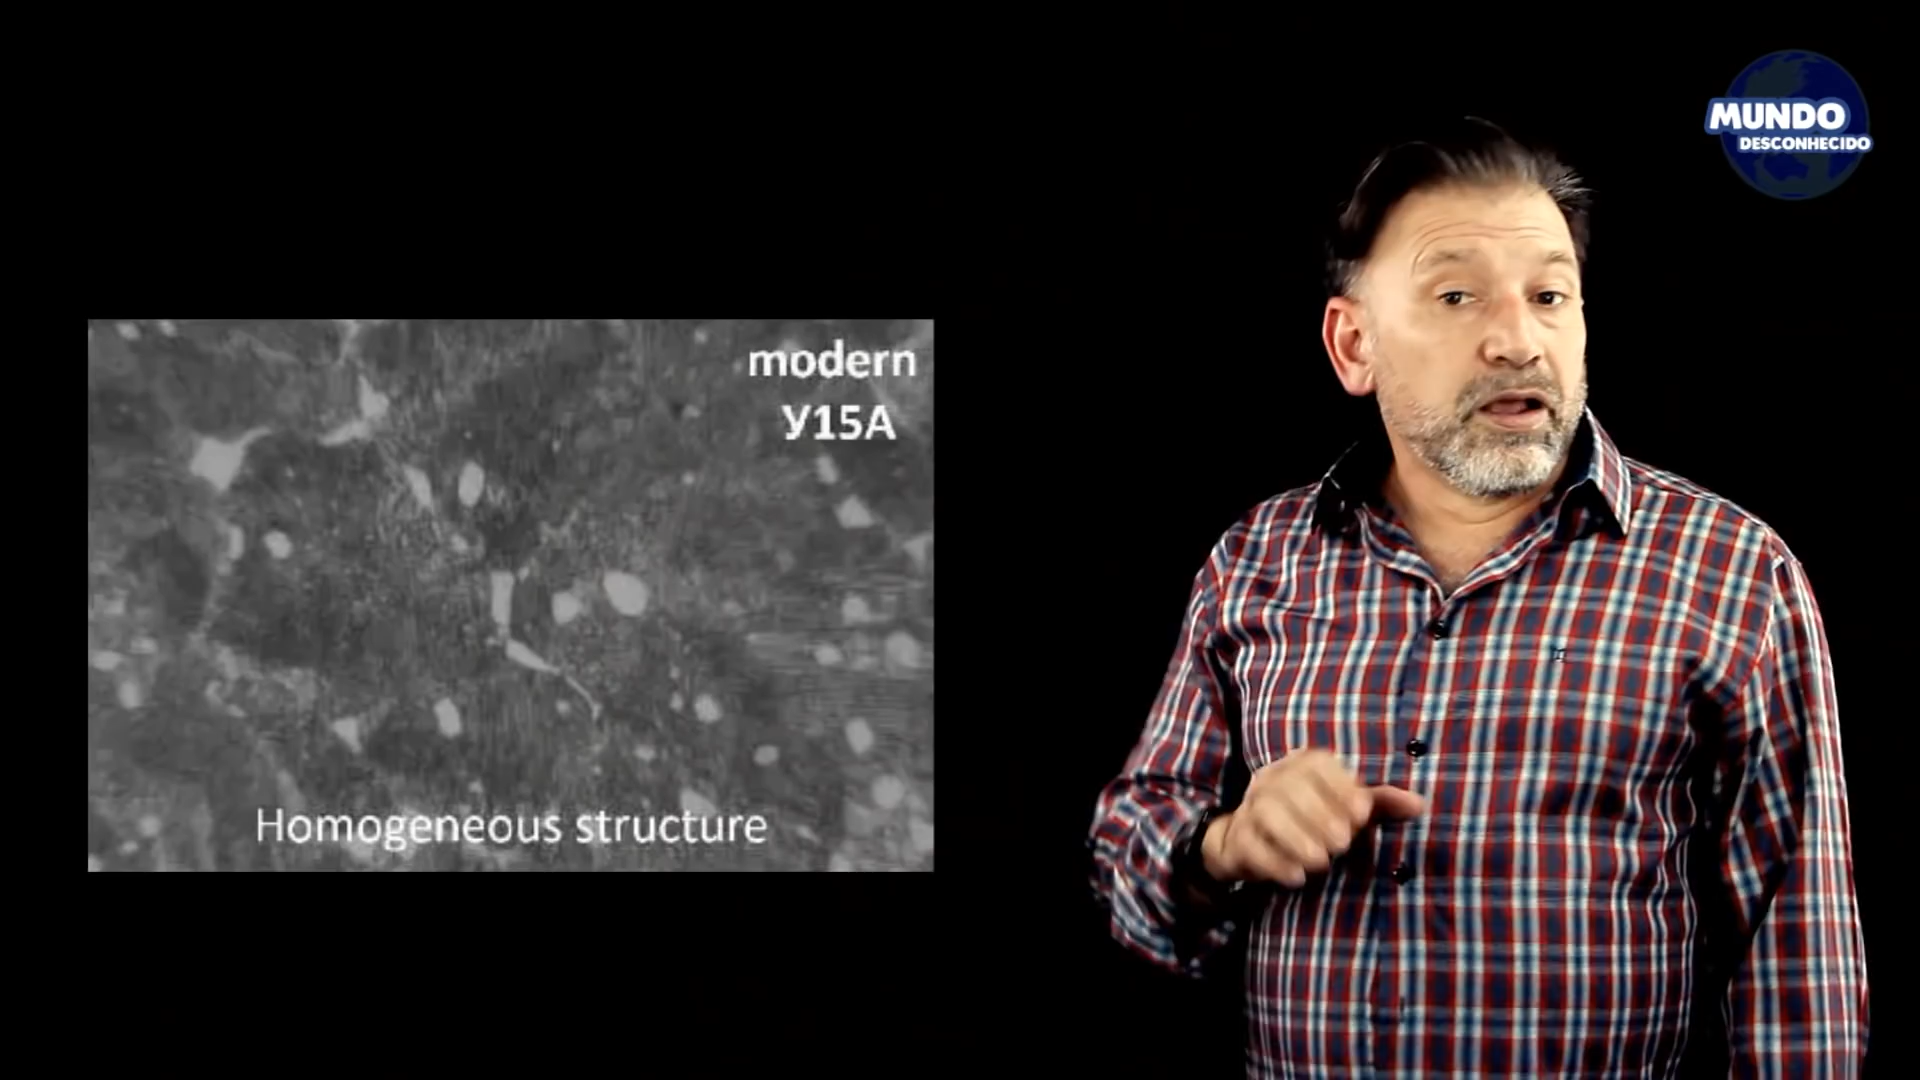 modern
У15А
Homogeneous structure
MUNDO
DESCONHECIDO